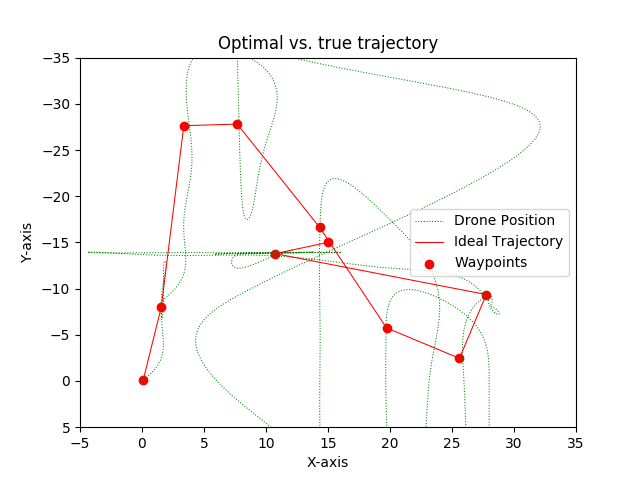 Optimal vs. true trajectory
Y-axis
−35
−30
−25
−20
−15
−10
−5
0
5
Drone Position
Ideal Trajectory
Waypoints
−5 0 5 10 15 20 25 30 35
X-axis